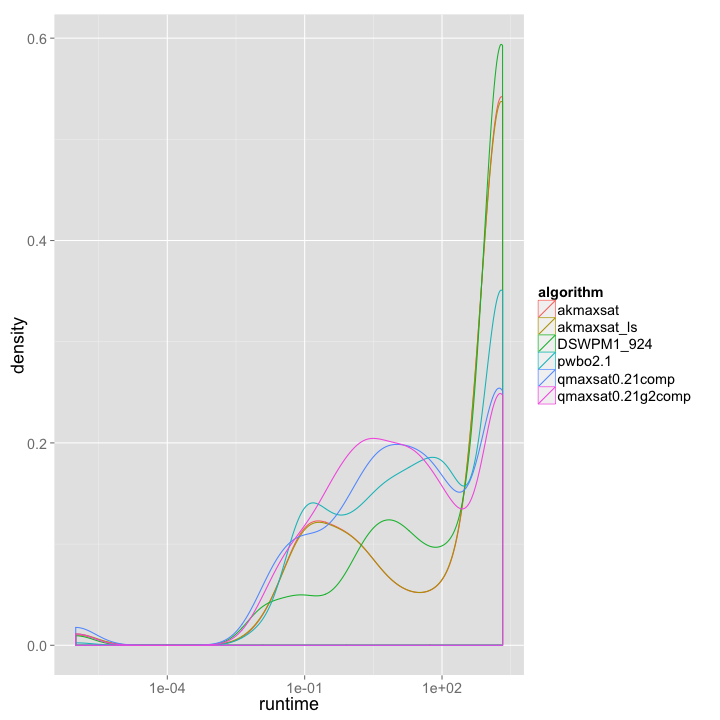 0.6
0.4
0.2
0.0
density
1e-04
1e-01
1e+02
runtime
algorithm
akmaxsat
akmaxsat_ls
DSWPM1_924
pwbo2.1
qmaxsat0.21comp
qmaxsat0.21g2comp